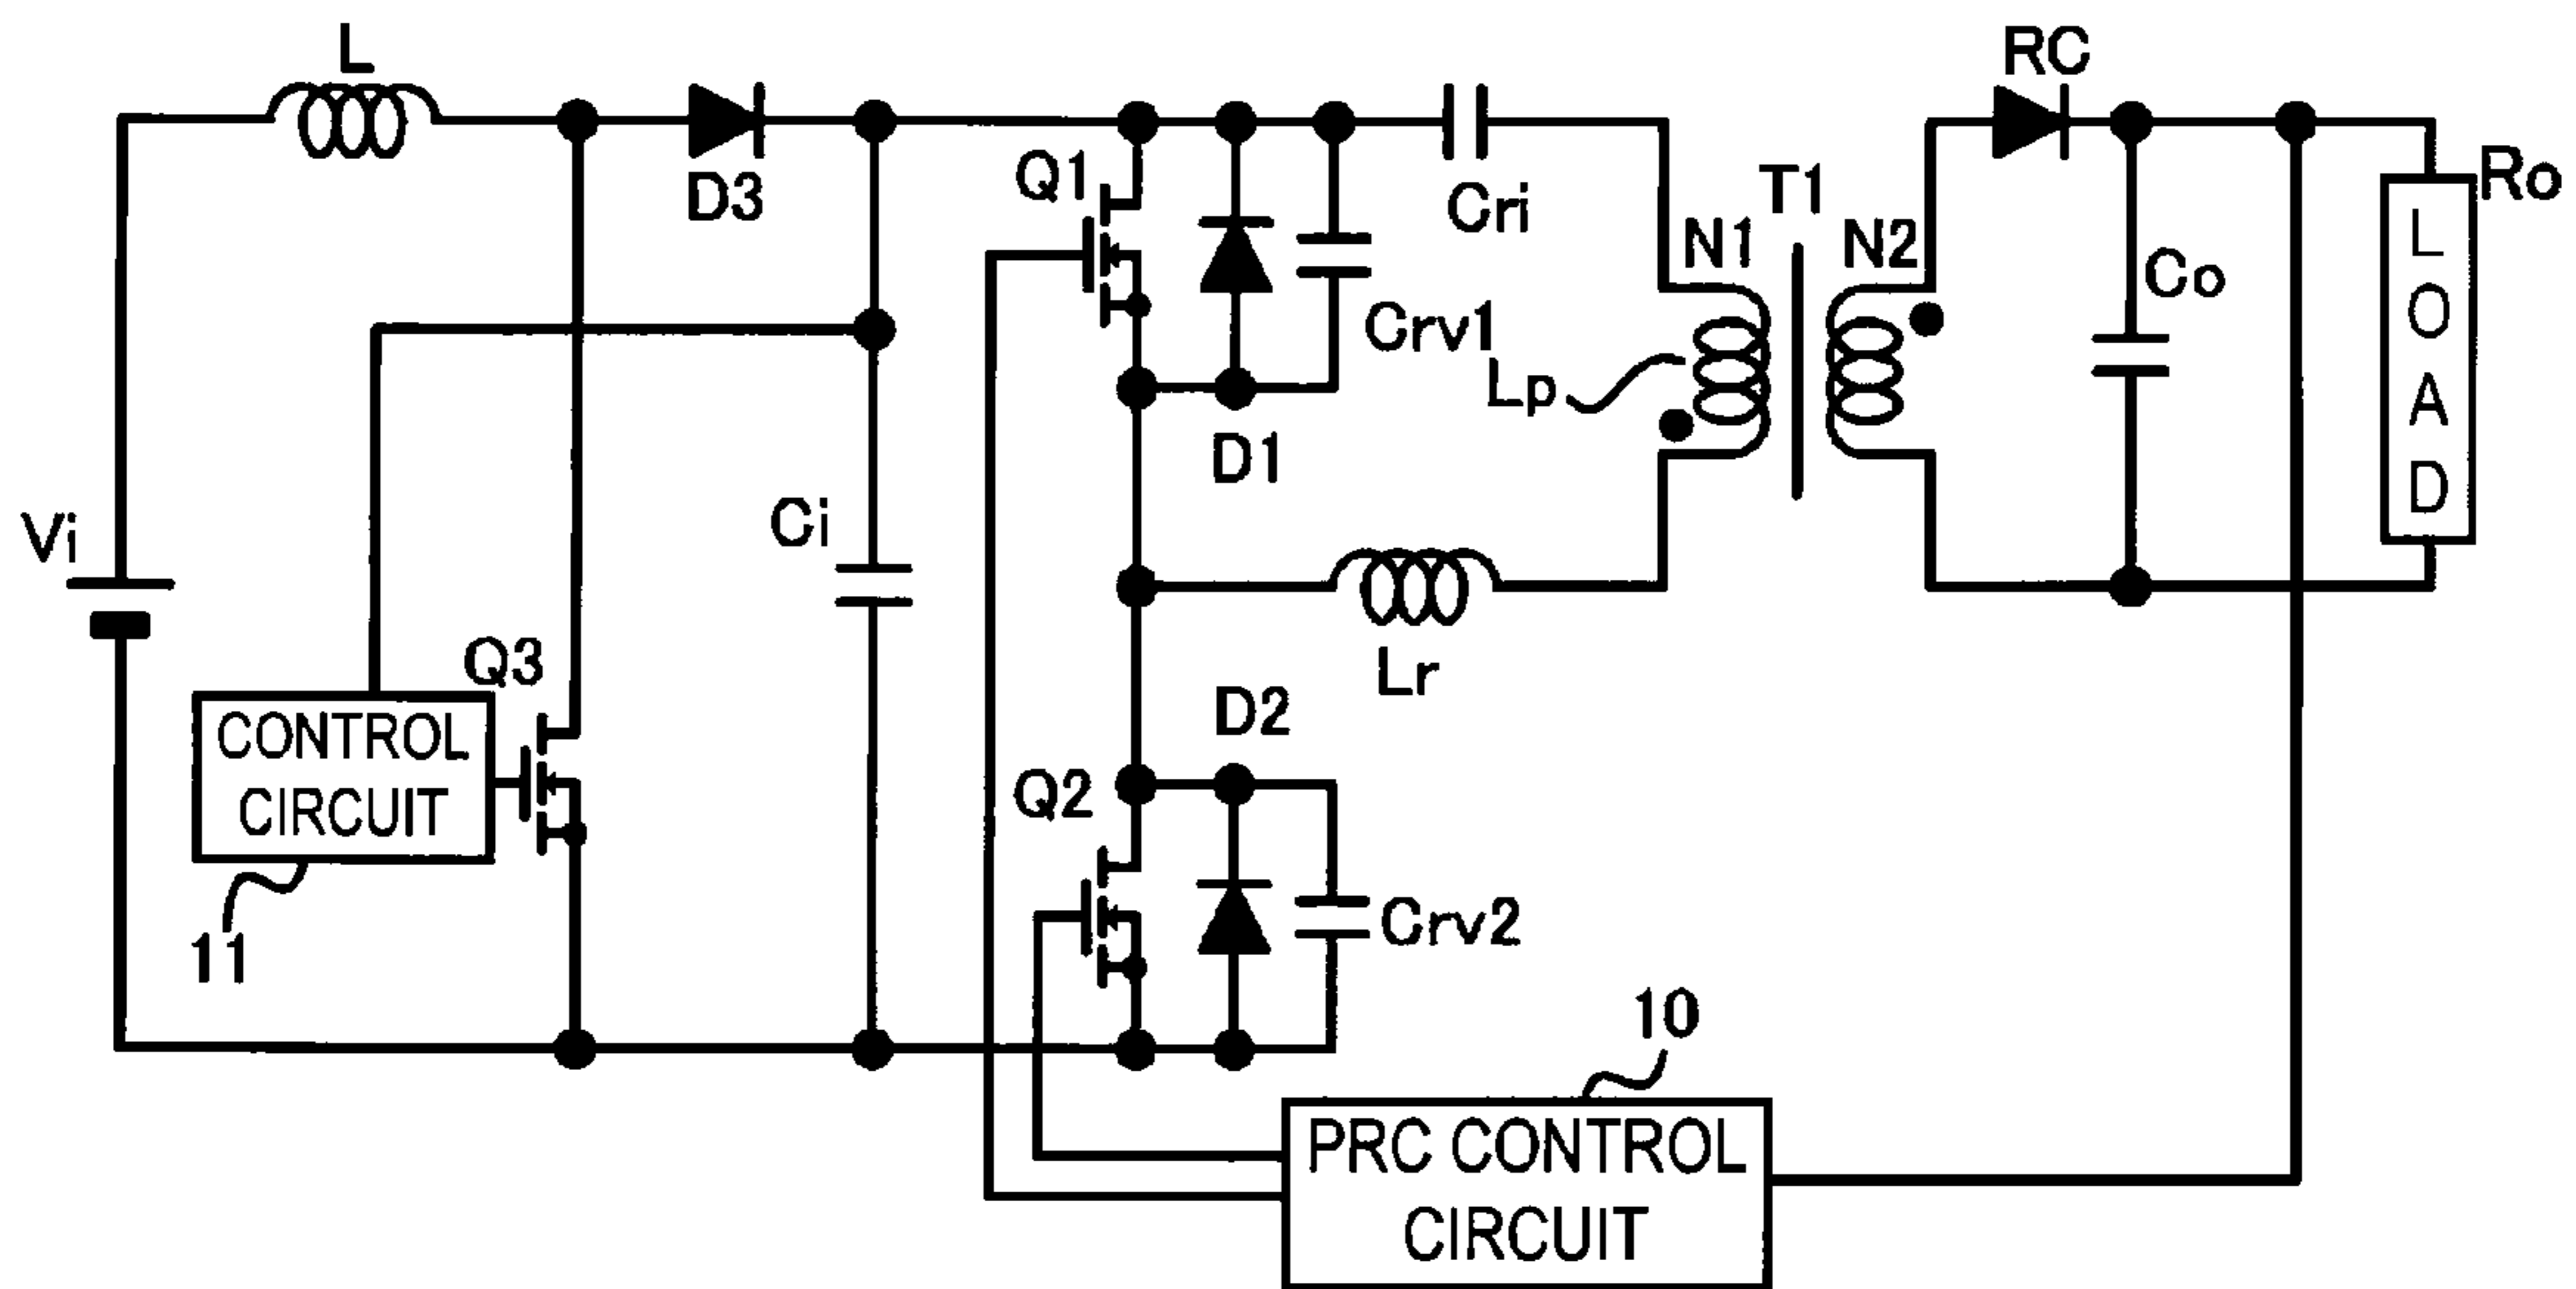 L
D3
Vi
Q3
CONTROL
CIRCUIT
11
Ci
Q1
Crv1
D1
Cri
Lp
N1
T1
N2
RC
Co
Ro
LOAD
Lr
D2
Q2
Crv2
10
PRC CONTROL
CIRCUIT